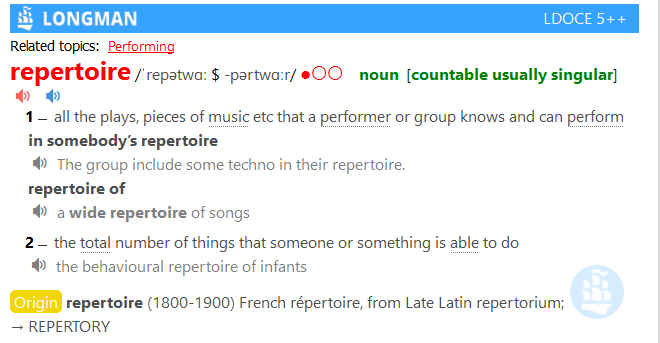 LONGMAN LDOCE 5++
Related topics: Performing
repertoire /ˈrepətwɑː $ -pərtwɑːr/ ●○○ noun [countable usually singular]
1 – all the plays, pieces of music etc that a performer or group knows and can perform
in somebody’s repertoire
The group include some techno in their repertoire.
repertoire of
a wide repertoire of songs
2 – the total number of things that someone or something is able to do
the behavioural repertoire of infants
Origin repertoire (1800-1900) French répertoire, from Late Latin repertorium;
→ REPERTORY